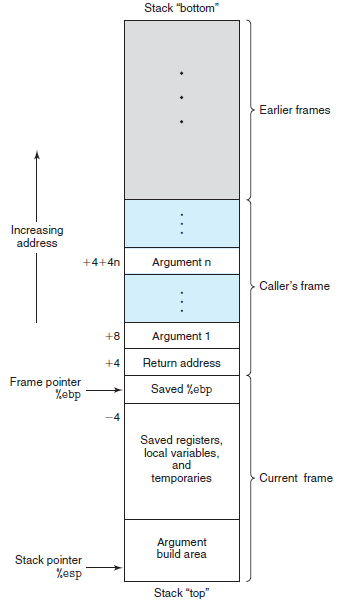 Stack “bottom”
Earlier frames
Increasing
address
+4+4n
Argument n
Caller’s frame
+8
Argument 1
+4
Return address
Frame pointer
%ebp
Saved %ebp
−4
Saved registers,
local variables,
and
temporaries
Current frame
Argument
build area
Stack pointer
%esp
Stack “top”